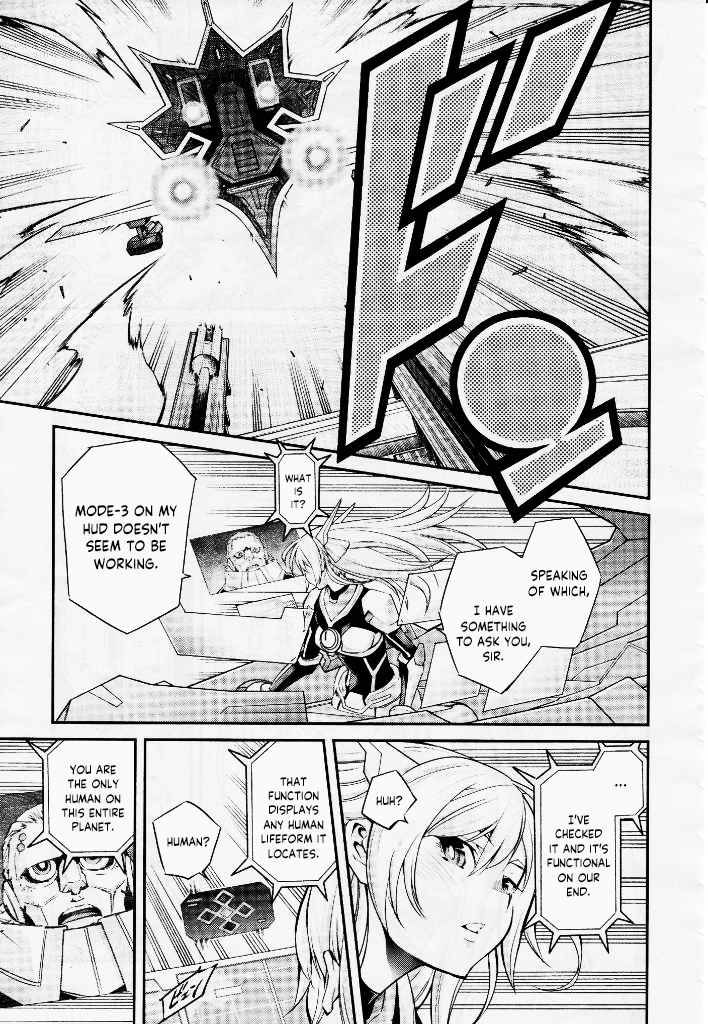 ドウ
SPEAKING
OF WHICH,
I HAVE
SOMETHING
TO ASK YOU,
SIR.
WHAT
IS
IT?
MODE-3 ON MY
HUD DOESN'T
SEEM TO BE
WORKING.
...
I'VE
CHECKED
IT AND IT'S
FUNCTIONAL
ON OUR
END.
HUH?
THAT
FUNCTION
DISPLAYS
ANY HUMAN
LIFEFORM IT
LOCATES.
HUMAN?
YOU ARE
THE ONLY
HUMAN ON
THIS ENTIRE
PLANET.